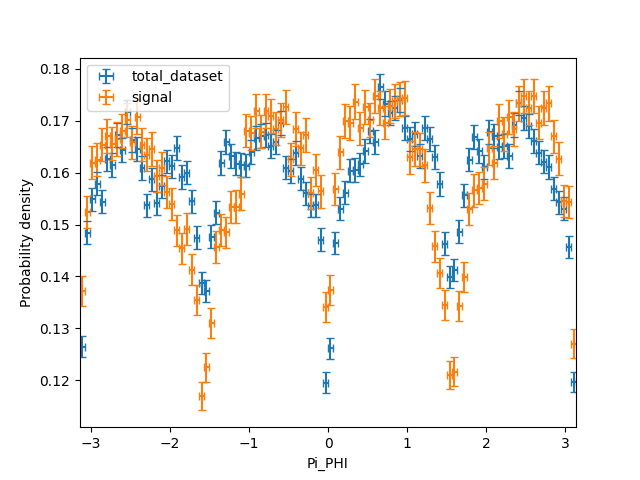 total_dataset
signal
0.18
0.17
0.16
0.15
0.14
0.13
0.12
Probability density
−3 −2 −1 0 1 2 3
Pi_PHI